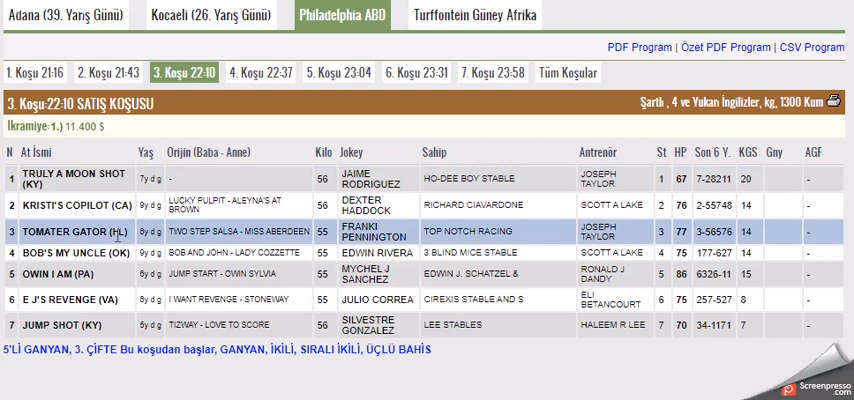 Adana (39. Yarış Günü) Kocaeli (26. Yarış Günü) Philadelphia ABD Turffontein Güney Afrika
PDF Program | Özet PDF Program | CSV Program
1. Koşu 21:16 2. Koşu 21:43 3. Koşu 22:10 4. Koşu 22:37 5. Koşu 23:04 6. Koşu 23:31 7. Koşu 23:58 Tüm Koşular
3. Koşu:22:10 SATIŞ KOŞUSU Şartlı , 4 ve Yukarı İngilizler, kg, 1300 Kum
İkramiye:1.) 11.400 $
N At İsmi Yaş Orijin (Baba - Anne) Kilo Jokey Sahip Antrenör St HP Son 6 Y. KGS Gny AGF
1 TRULY A MOON SHOT (KY) 7y d g - 56 JAIME RODRIGUEZ HO-DEE BOY STABLE JOSEPH TAYLOR 1 67 7-28211 20 -
2 KRISTI'S COPILOT (CA) 9y d g LUCKY PULPIT - ALEYNA'S AT BROWN 56 DEXTER HADDOCK RICHARD CIAVARDONE SCOTT A LAKE 2 76 2-55748 14 -
3 TOMATER GATOR (HL) 8y d g TWO STEP SALSA - MISS ABERDEEN 55 FRANKI PENNINGTON TOP NOTCH RACING JOSEPH TAYLOR 3 77 3-56576 14 -
4 BOB'S MY UNCLE (OK) 9y d g BOB AND JOHN - LADY COZZETTE 55 EDWIN RIVERA 3 BLIND MICE STABLE SCOTT A LAKE 4 75 177-627 14 -
5 OWIN I AM (PA) 6y d g JUMP START - OWIN SYLVIA 55 MYCHEL J SANCHEZ EDWIN J. SCHATZEL & RONALD J DANDY 5 86 6326-11 15 -
6 E J'S REVENGE (VA) 6y d g I WANT REVENGE - STONEWAY 55 JULIO CORREA CIREXIS STABLE AND S ELI BETANCOURT 6 75 257-527 8 -
7 JUMP SHOT (KY) 7y d g TIZWAY - LOVE TO SCORE 56 SILVESTRE GONZALEZ LEE STABLES HALEEM R LEE 7 70 34-1171 7 -
5'Lİ GANYAN, 3. ÇİFTE Bu koşudan başlar, GANYAN, İKİLİ, SIRALI İKİLİ, ÜÇLÜ BAHİS
Screenpresso
.com